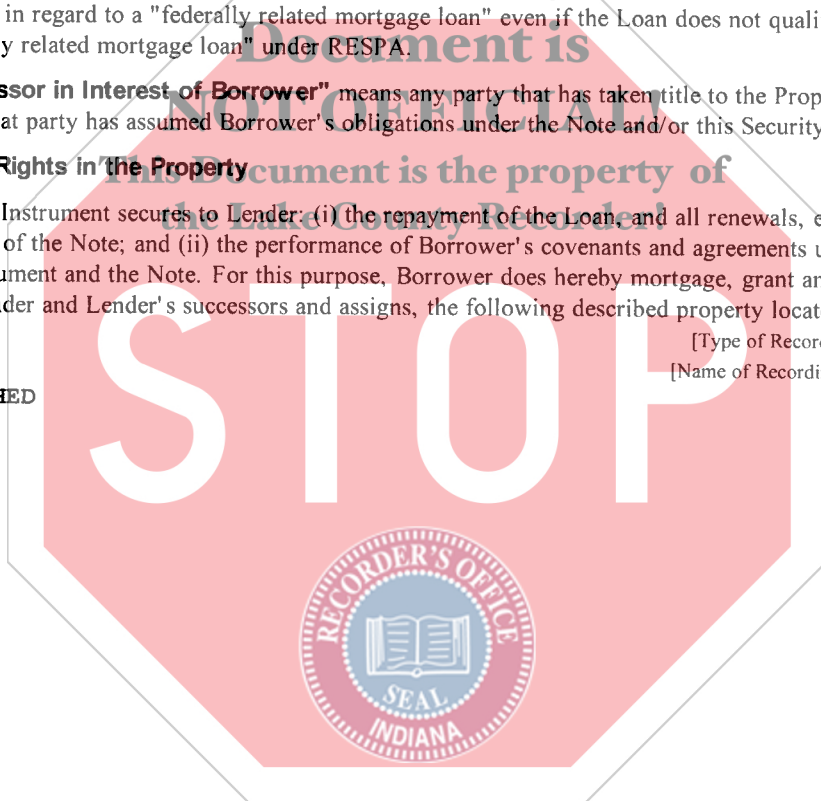 in regard to a "federally related mortgage loan" even if the Loan does not quali
y related mortgage loan" under RESPA.
Document is
ssor in Interest of Borrower" means any party that has taken title to the Prop
NOT OFFICIAL!
at party has assumed Borrower's obligations under the Note and/or this Security
Rights in the Property
This Document is the property of
the Lake County Recorder!
Instrument secures to Lender: (i) the repayment of the Loan, and all renewals, e
of the Note; and (ii) the performance of Borrower's covenants and agreements u
ument and the Note. For this purpose, Borrower does hereby mortgage, grant an
der and Lender's successors and assigns, the following described property locat
[Type of Recor
[Name of Recordi
IED
STOP
RECORDER'S OFFICE
SEAL
INDIANA